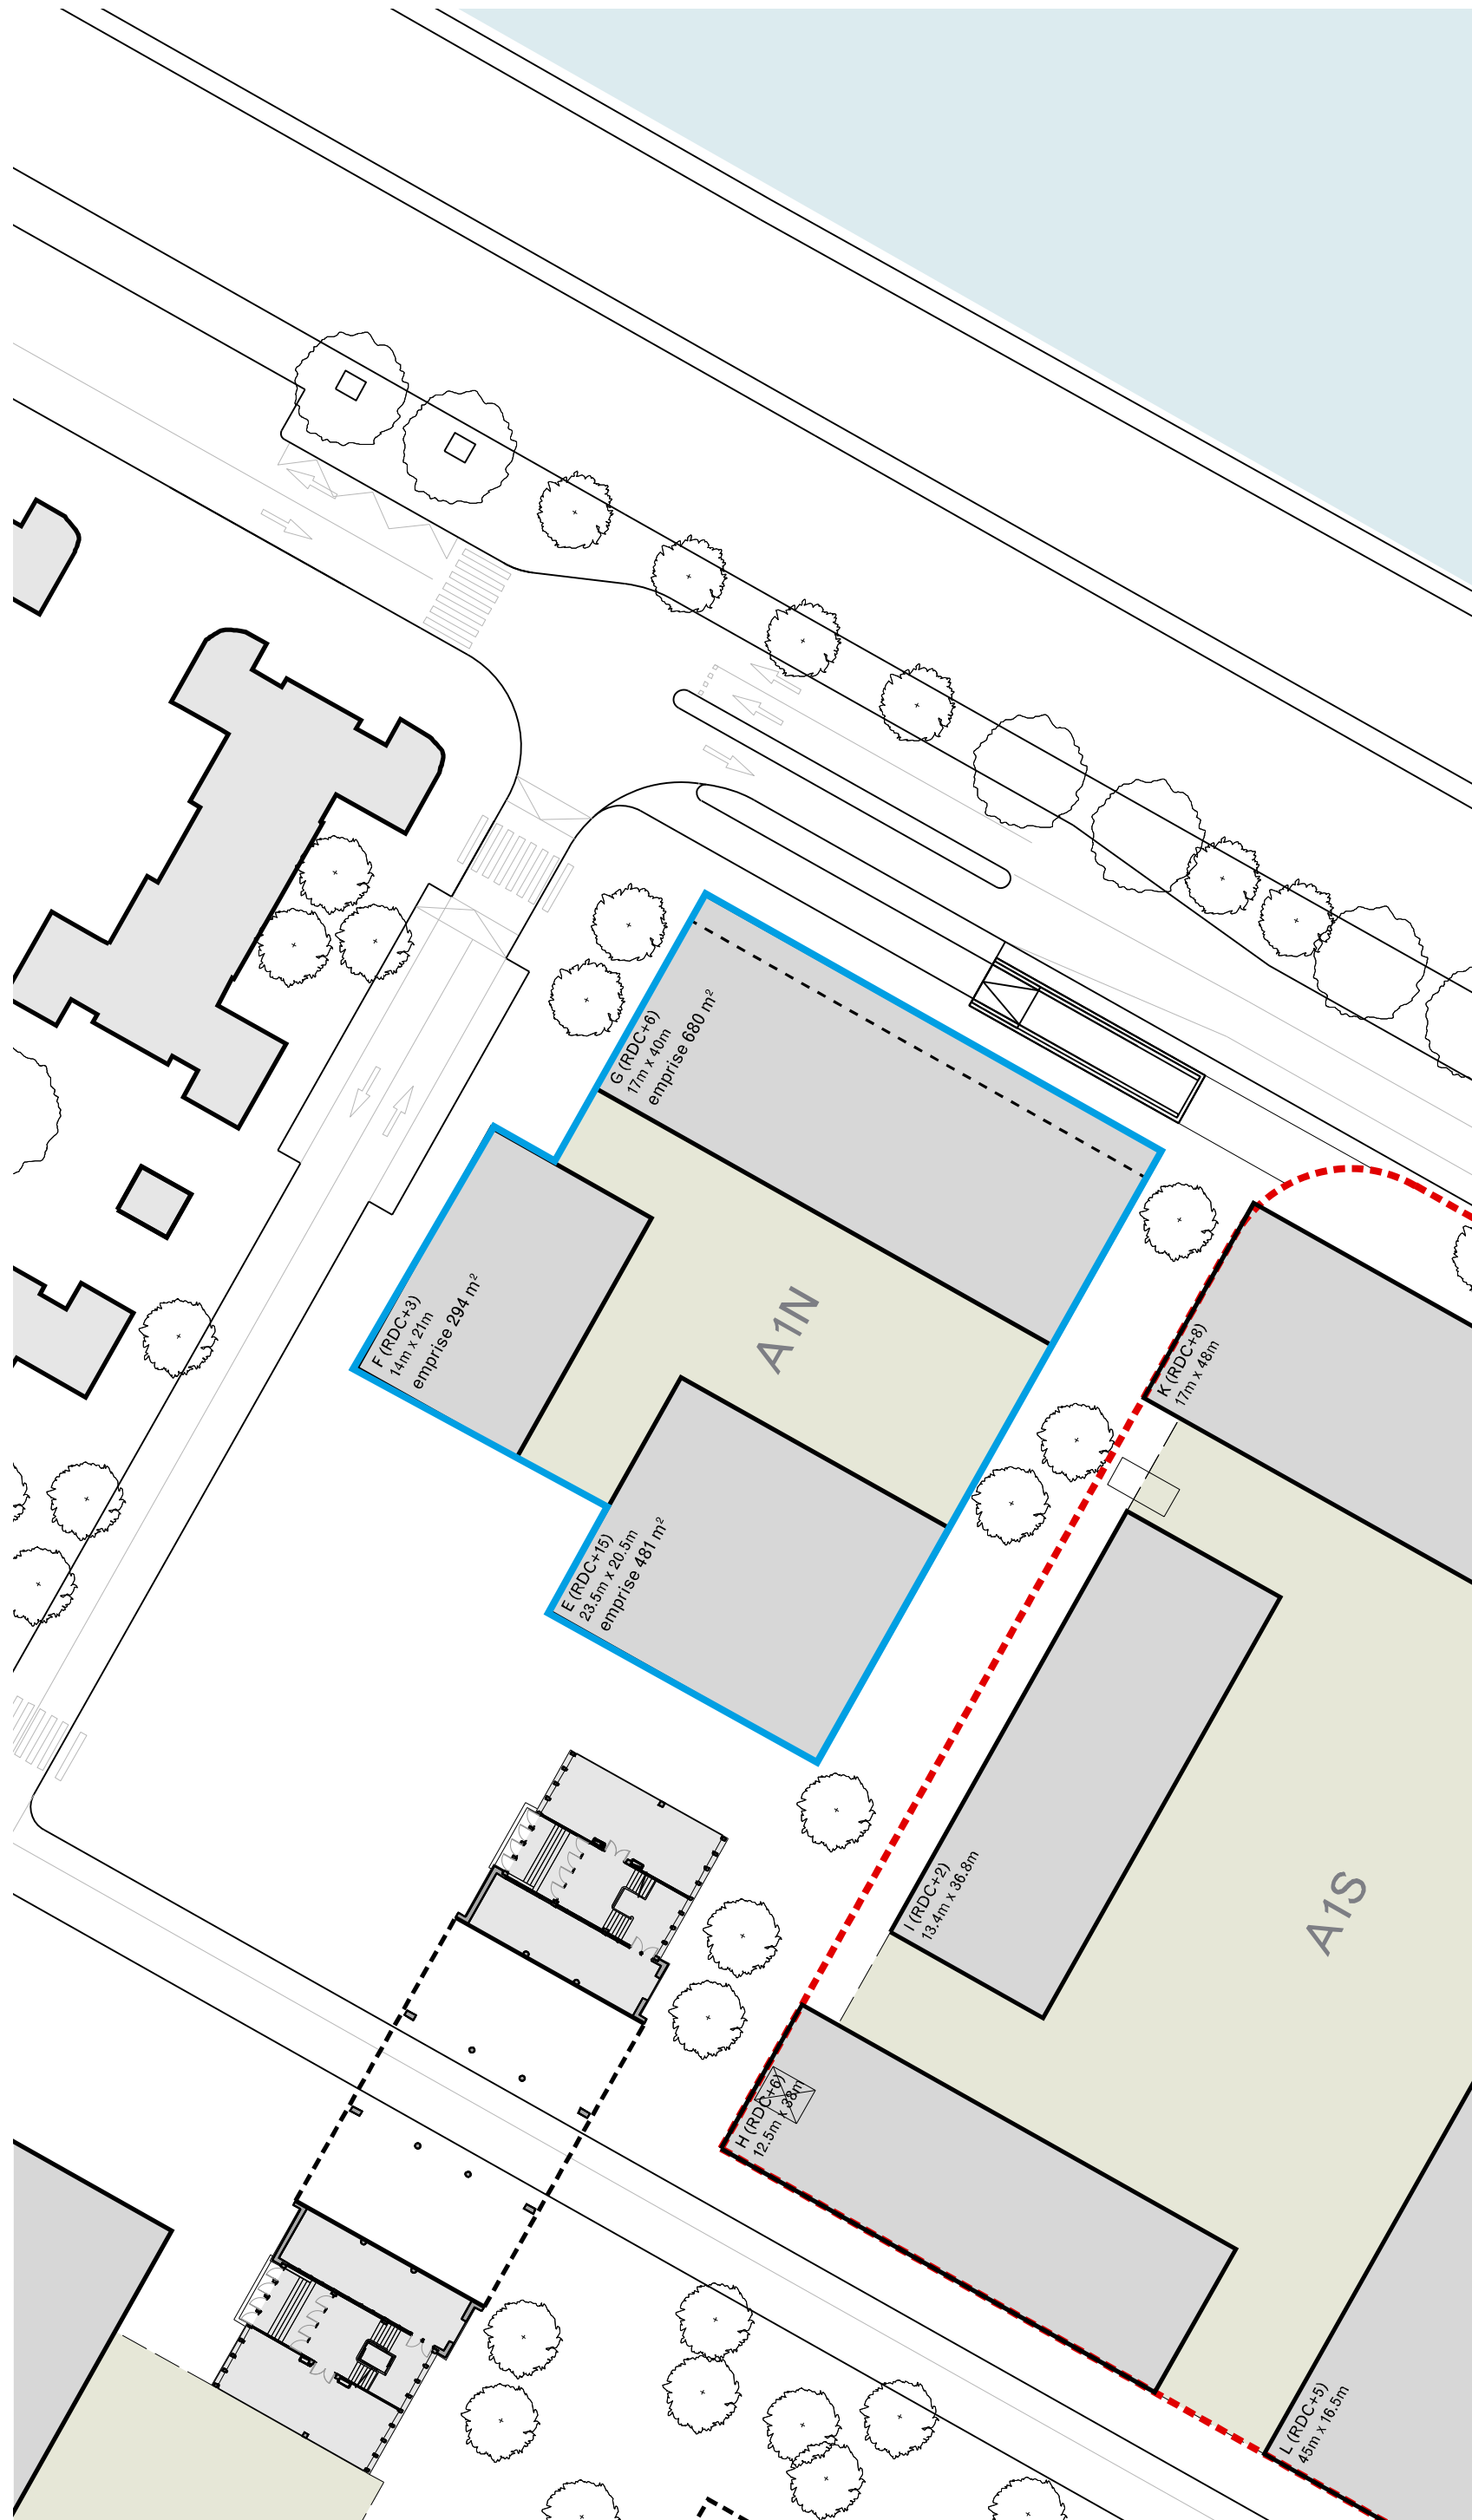 G (RDC+6)
17m x 40m
emprise 680 m²
F (RDC+3)
14m x 21m
emprise 294 m²
A1N
K (RDC+8)
17m x 48m
E (RDC+15)
23.5m x 20.5m
emprise 481 m²
I (RDC+2)
13.4m x 36.8m
A1S
H (RDC+6)
12.5m x 38m
L (RDC+5)
45m x 16.5m